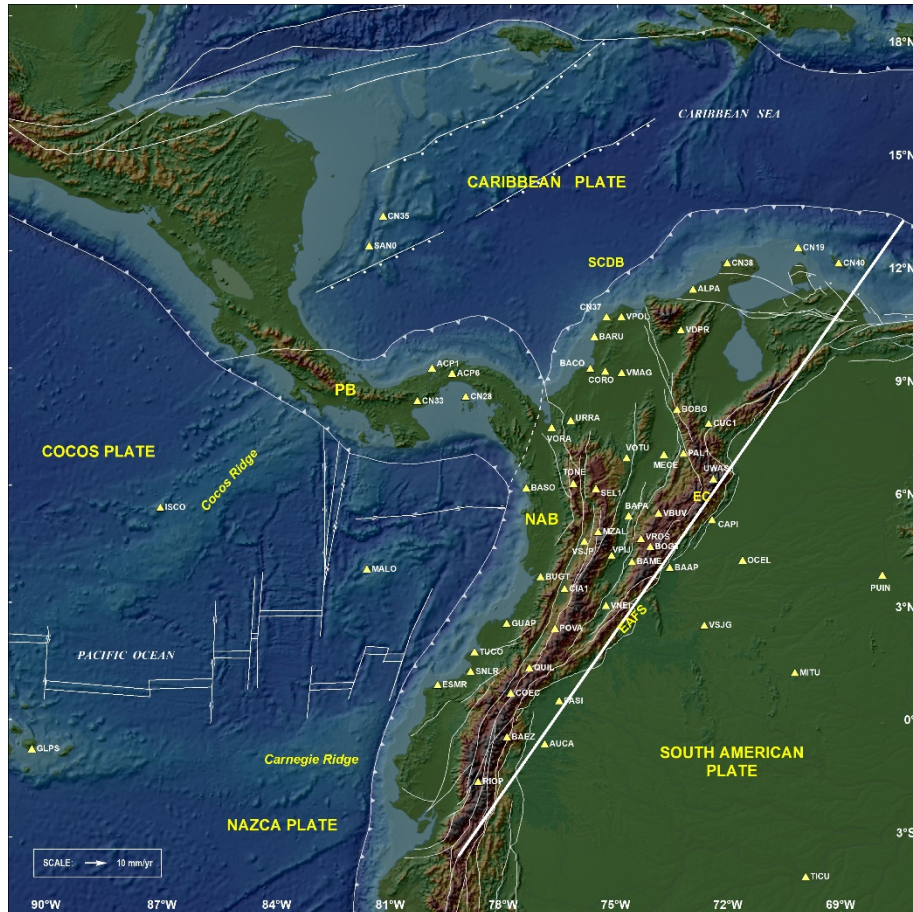 18°N
CARIBBEAN SEA
15°N
CARIBBEAN PLATE
CN35
SAN0
CN19
SCDB
CN38
CN40
12°N
ALPA
CN37
VPOL
VDPR
BARU
ACP1
ACP6
BACO
CORO
VMAG
9°N
PB
CN33
CN28
BOBG
URRA
VORA
CUC1
COCOS PLATE
Cocos Ridge
VOTU
MECE
PAL1
UWAS
TONE
BASO
SEL1
EC
6°N
ISCO
NAB
BAPA
VBUV
CAPI
MZAL
VROS
VSJP
VPIJ
BOGT
BAME
OCEL
MALO
BUGT
BAAP
PUIN
CIA1
VNEI
3°N
GUAP
POVA
EAFS
VSJG
PACIFIC OCEAN
TUCO
SNLR
QUIL
MITU
ESMR
COEC
PASI
0°
GLPS
BAEZ
AUCA
Carnegie Ridge
SOUTH AMERICAN
PLATE
RIOP
NAZCA PLATE
3°S
SCALE:
10 mm/yr
TICU
90°W
87°W
84°W
81°W
78°W
75°W
72°W
69°W